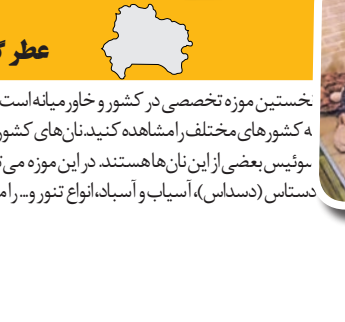 عطر
نخستین موزه تخصصی در کشور و خاورمیانه است
کشورهای مختلف را مشاهده کنید. نان‌های کشور
سوئیس بعضی از این نان‌ها هستند. در این موزه می‌
دستاس (دسداس)، آسیاب و آسباد، انواع تنور و... را